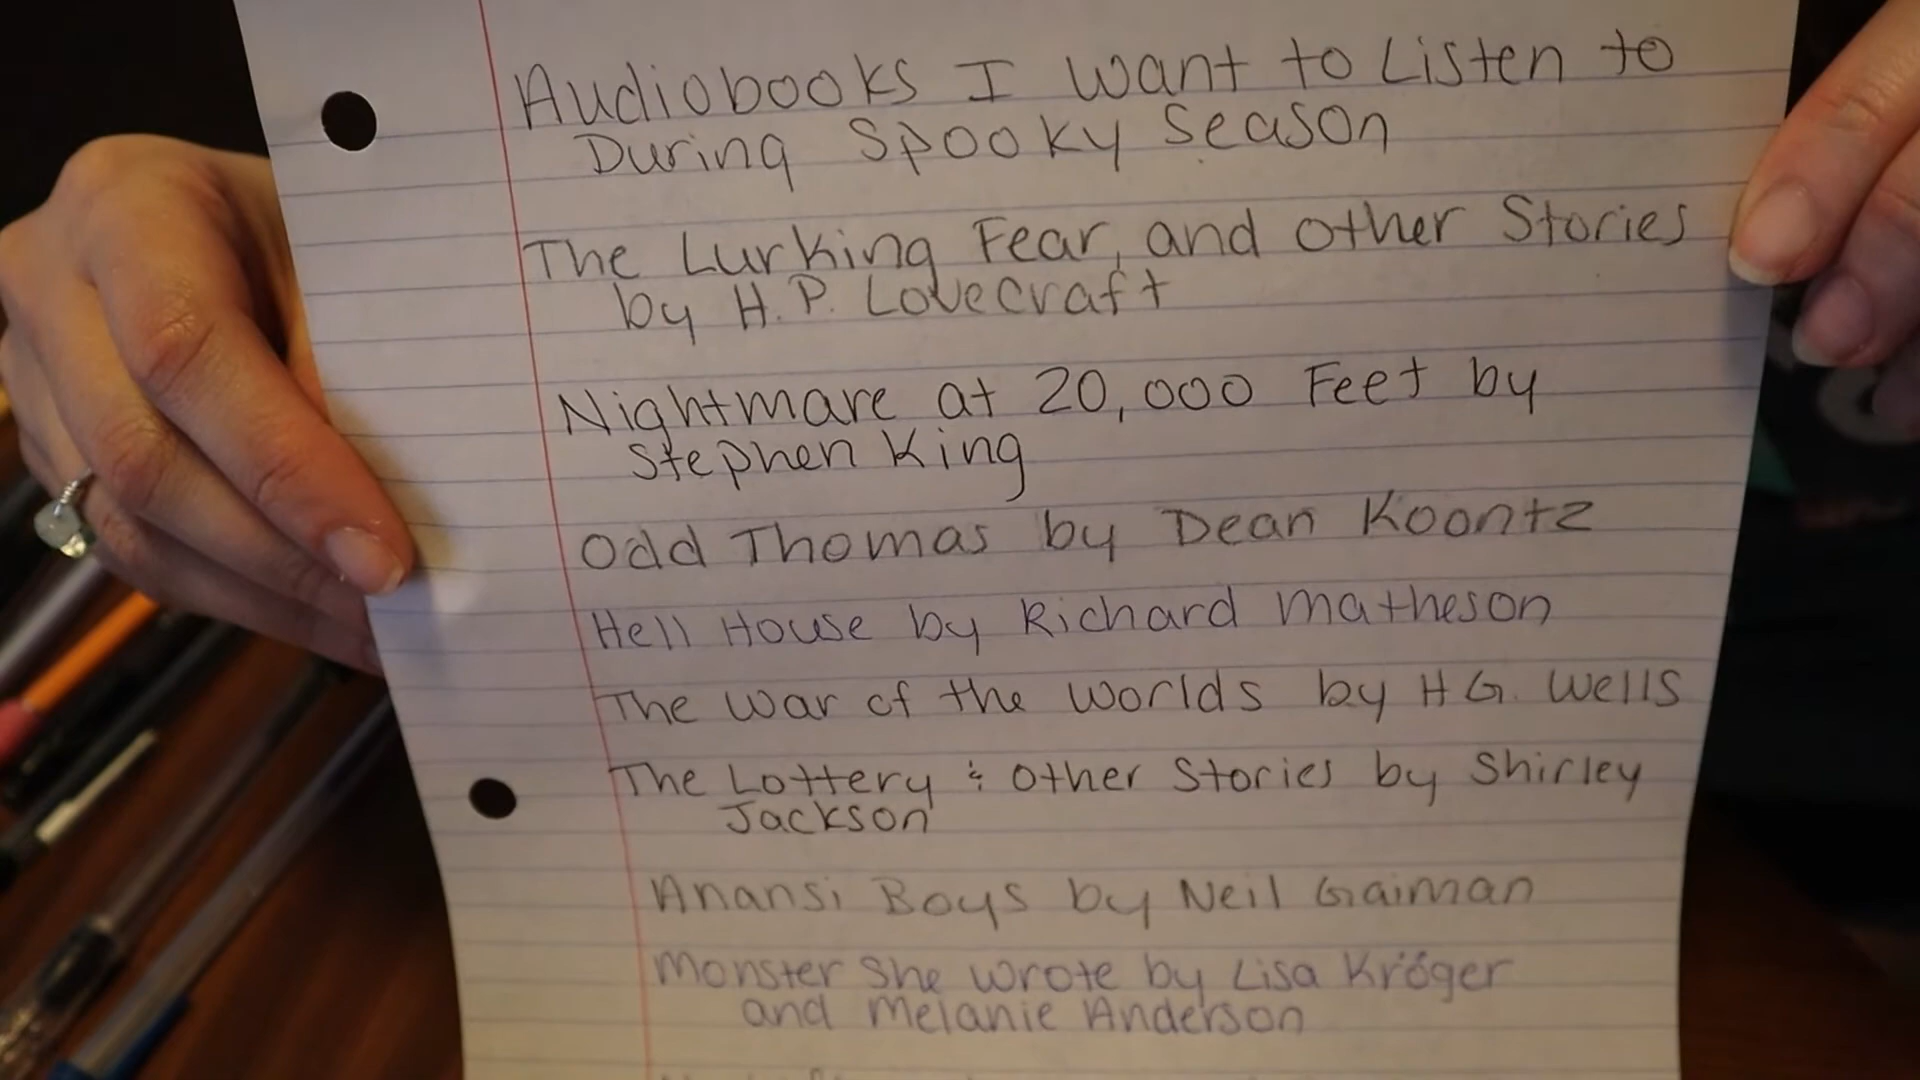 Audiobooks I Want to Listen to
During Spooky Season
The Lurking Fear, and other Stories
by H. P. Lovecraft
Nightmare at 20,000 Feet by
Stephen King
Odd Thomas by Dean Koontz
Hell House by Richard Matheson
The War of the Worlds by H G. Wells
The Lottery & Other Stories by Shirley
Jackson
Anansi Boys by Neil Gaiman
Monster She Wrote by Lisa Kröger
and Melanie Anderson